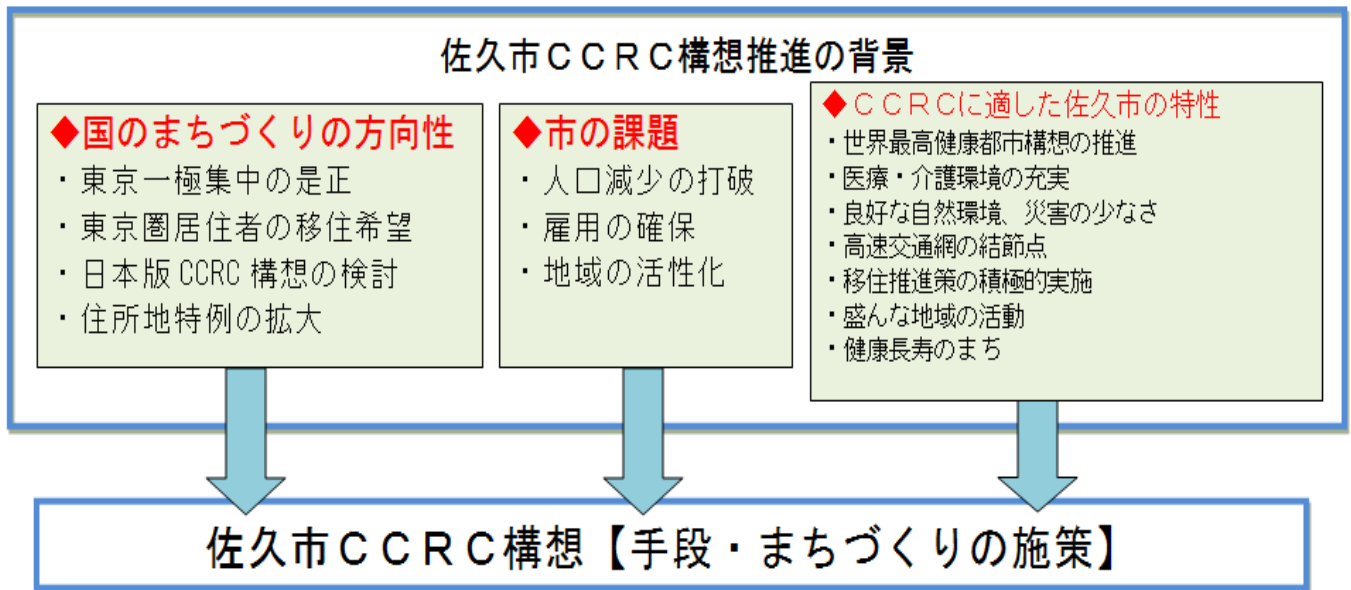 佐久市ＣＣＲＣ構想推進の背景
◆国のまちづくりの方向性
・東京一極集中の是正
・東京圏居住者の移住希望
・日本版 CCRC 構想の検討
・住所地特例の拡大
◆市の課題
・人口減少の打破
・雇用の確保
・地域の活性化
◆ＣＣＲＣに適した佐久市の特性
・世界最高健康都市構想の推進
・医療・介護環境の充実
・良好な自然環境、災害の少なさ
・高速交通網の結節点
・移住推進策の積極的実施
・盛んな地域の活動
・健康長寿のまち
佐久市ＣＣＲＣ構想【手段・まちづくりの施策】